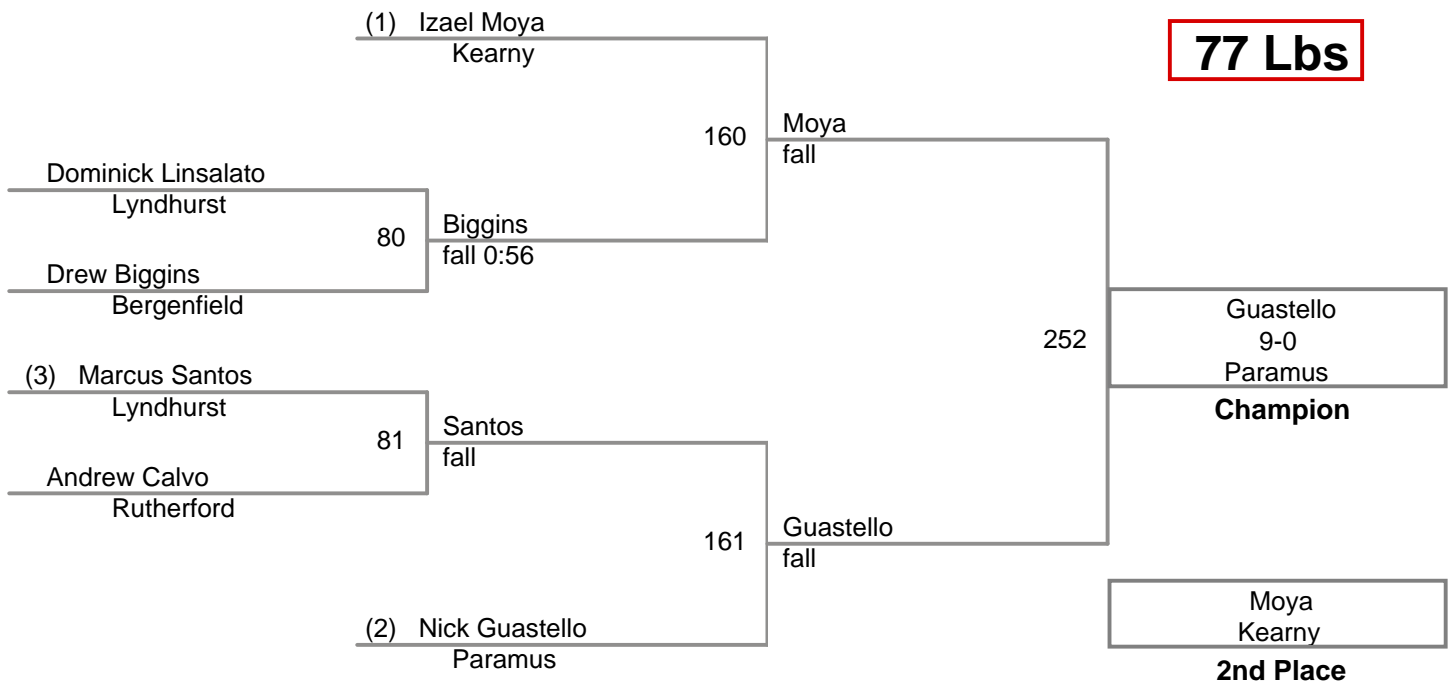 (1) Izael Moya
Kearny
77 Lbs
160
Moya
fall
Dominick Linsalato
Lyndhurst
80
Biggins
fall 0:56
Drew Biggins
Bergenfield
252
Guastello
9-0
Paramus
Champion
(3) Marcus Santos
Lyndhurst
81
Santos
fall
Andrew Calvo
Rutherford
161
Guastello
fall
(2) Nick Guastello
Paramus
Moya
Kearny
2nd Place